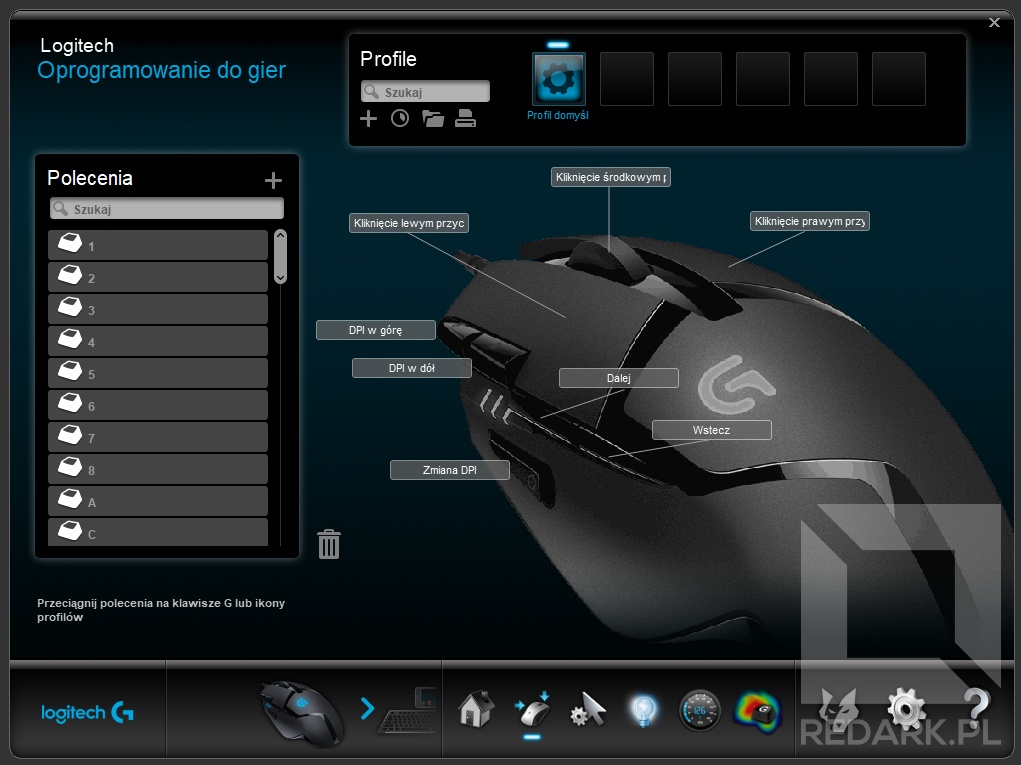 Logitech
Oprogramowanie do gier
Profile
Szukaj
Profil domyśl
Polecenia
Szukaj
1
2
3
4
5
6
7
8
A
C
Kliknięcie środkowym p
Kliknięcie lewym przyc
Kliknięcie prawym przy
DPI w górę
DPI w dół
Dalej
Wstecz
Zmiana DPI
Przeciągnij polecenia na klawisze G lub ikony
profilów
logitech
126
?
REDARK.PL